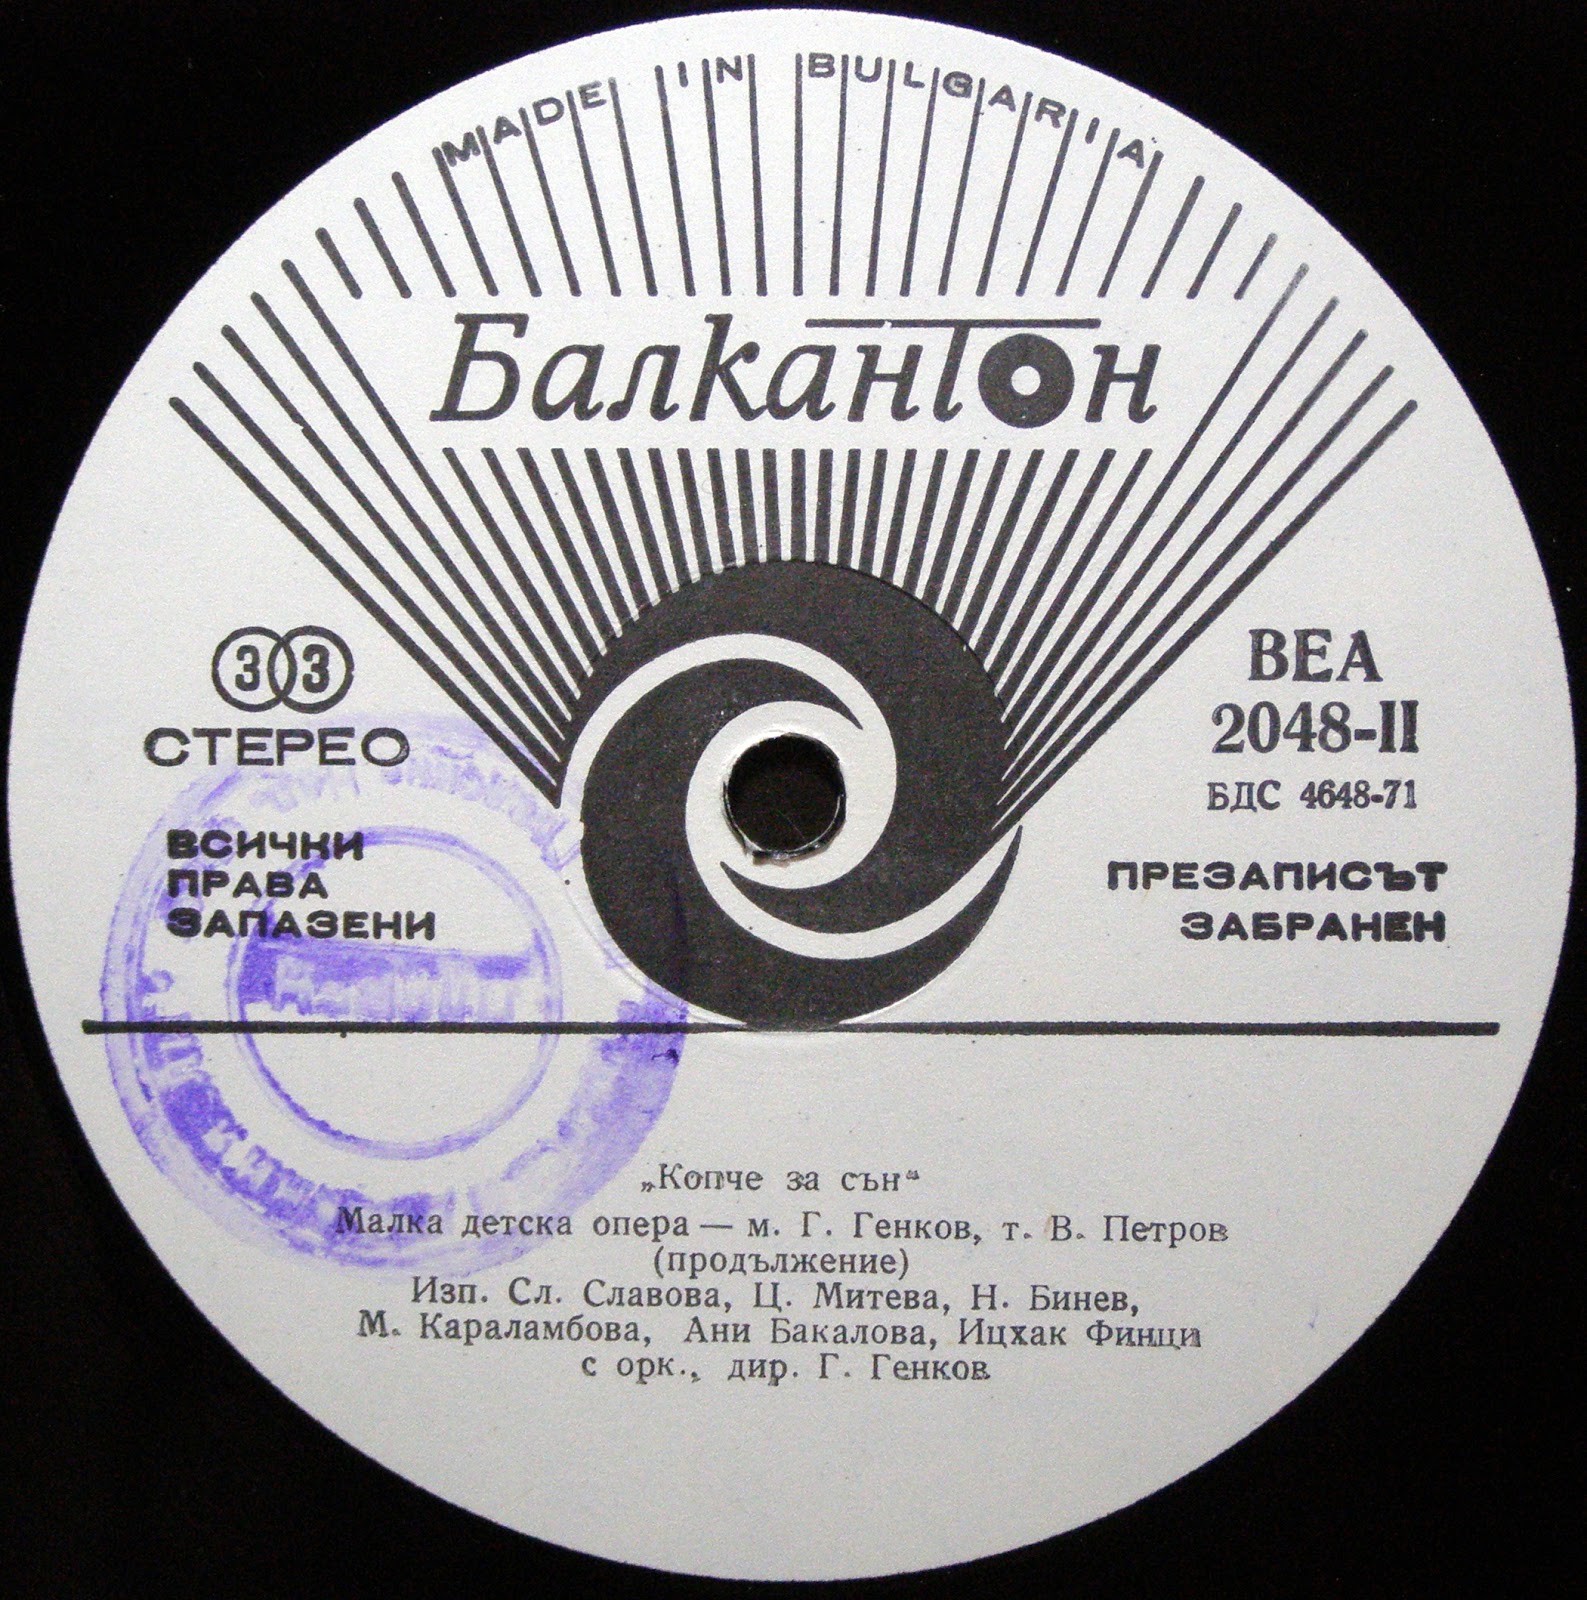 MADE IN BULGARIA
Балкантон
33
СТЕРЕО
ВСИЧКИ
ПРАВА
ЗАПАЗЕНИ
ВЕА
2048-II
БДС 4648-71
ПРЕЗАПИСЪТ
ЗАБРАНЕН
„Копче за сън“
Малка детска опера — м. Г. Генков, т. В. Петров
(продължение)
Изп. Сл. Славова, Ц. Митева, Н. Бинев,
М. Караламбова, Ани Бакалова, Ицхак Финци
с орк., дир. Г. Генков